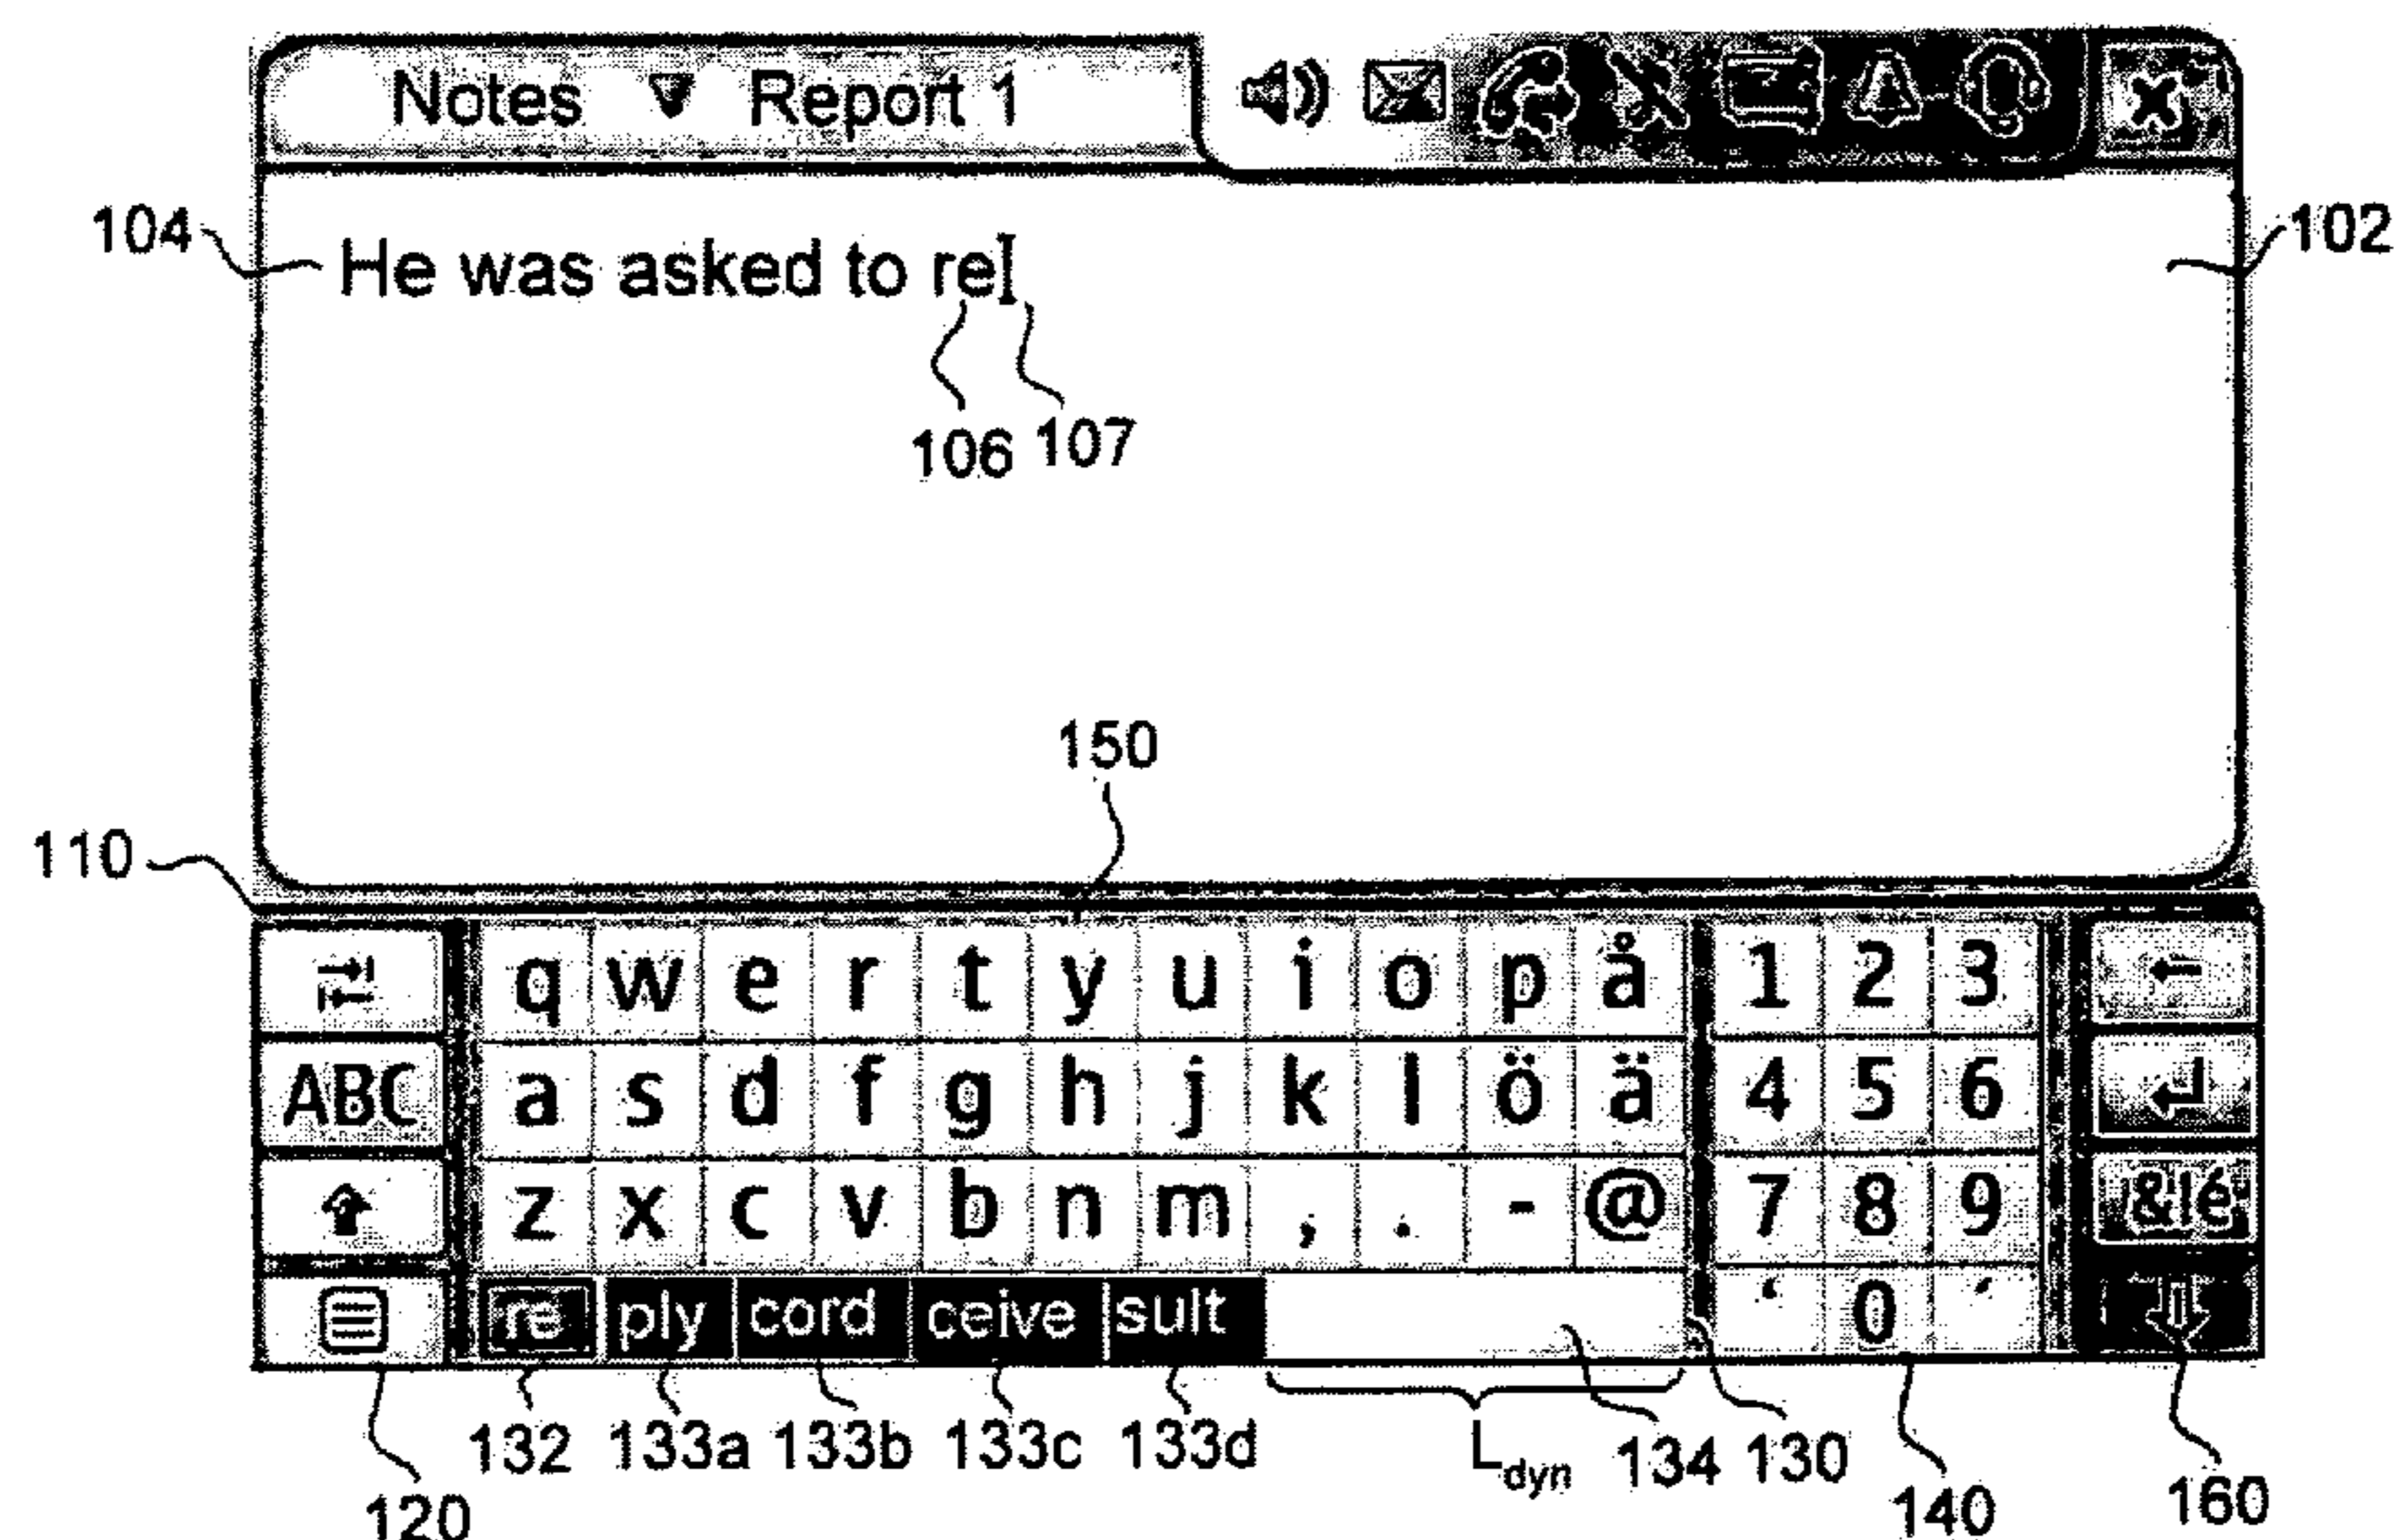 Notes Report 1
104
102
He was asked to re
106 107
150
110
q w e r t y u i o p å 1 2 3
ABC a s d f g h j k l ö ä 4 5 6
z x c v b n m , . - @ 7 8 9 &!é
re ply cord ceive sult ‘ 0 ´
132 133a 133b 133c 133d Ldyn 134 130
120 140 160